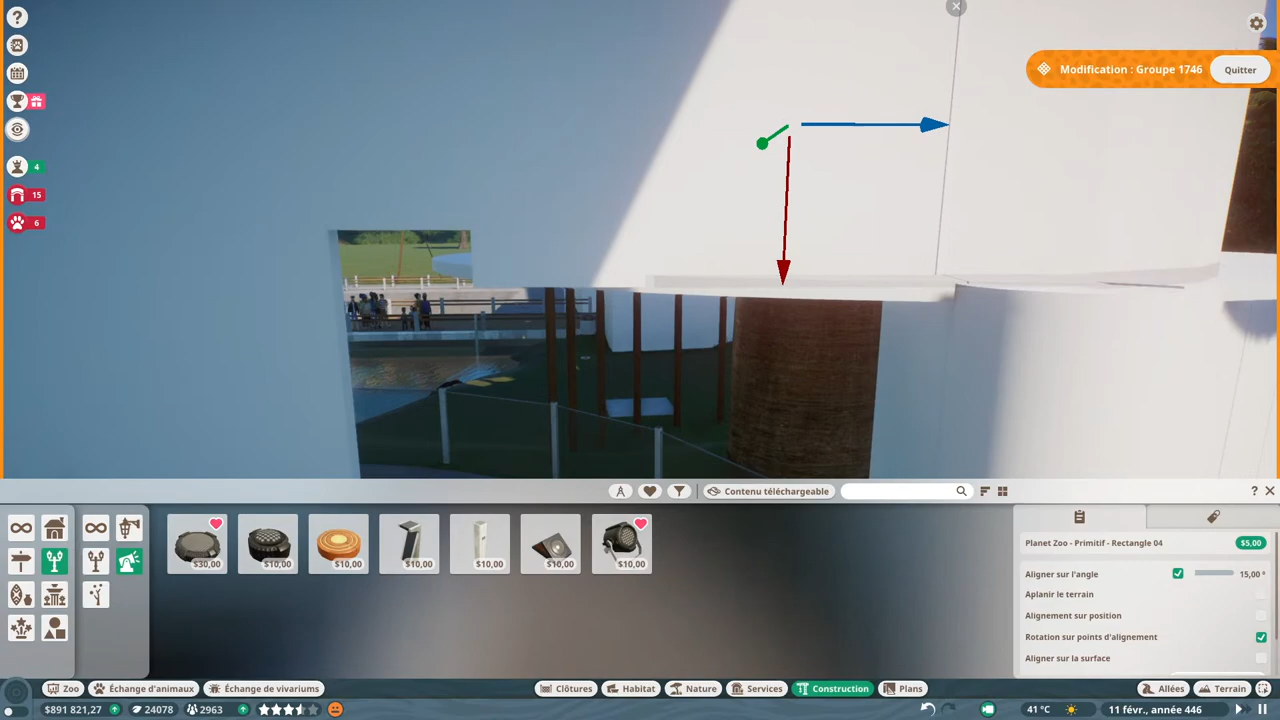 ?
Modification : Groupe 1746
Quitter
4
15
6
Contenu téléchargeable
?
$30,00
$10,00
$10,00
$10,00
$10,00
$10,00
$10,00
Planet Zoo - Primitif - Rectangle 04
$5,00
Aligner sur l'angle
15,00 °
Aplanir le terrain
Alignement sur position
Rotation sur points d'alignement
Aligner sur la surface
Zoo
Échange d'animaux
Échange de vivariums
Clôtures
Habitat
Nature
Services
Construction
Plans
Allées
Terrain
$891 821,27
24078
2963
41 °C
11 févr., année 446